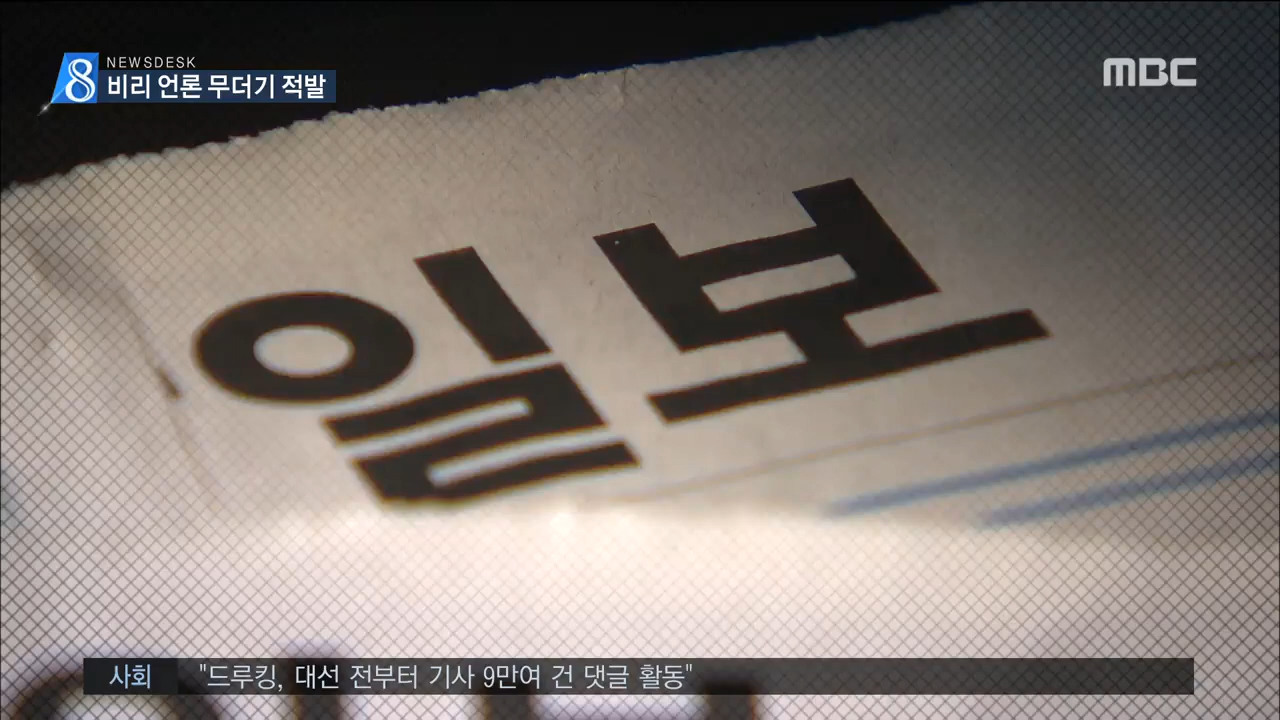 NEWSDESK
8 비리 언론 무더기 적발
MBC
일보
사회 "드루킹, 대선 전부터 기사 9만여 건 댓글 활동"